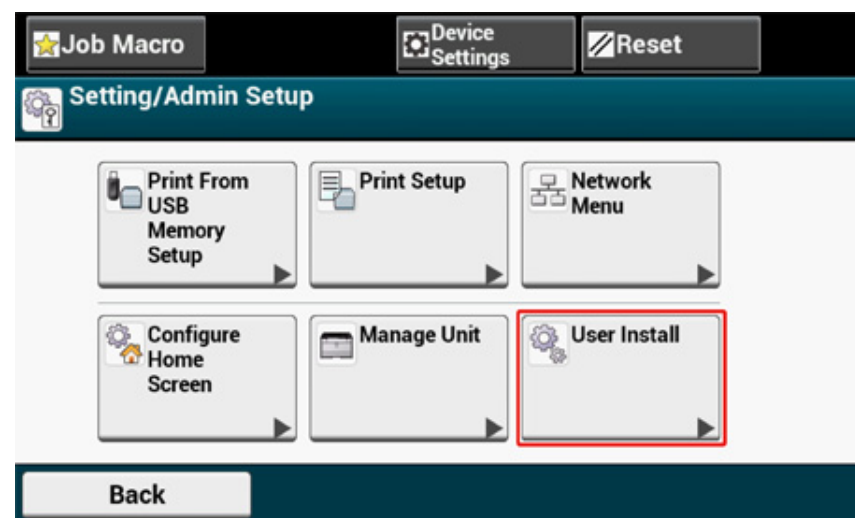 Job Macro
Device
Settings
Reset
Setting/Admin Setup
Print From
USB
Memory
Setup
Print Setup
Network
Menu
Configure
Home
Screen
Manage Unit
User Install
Back